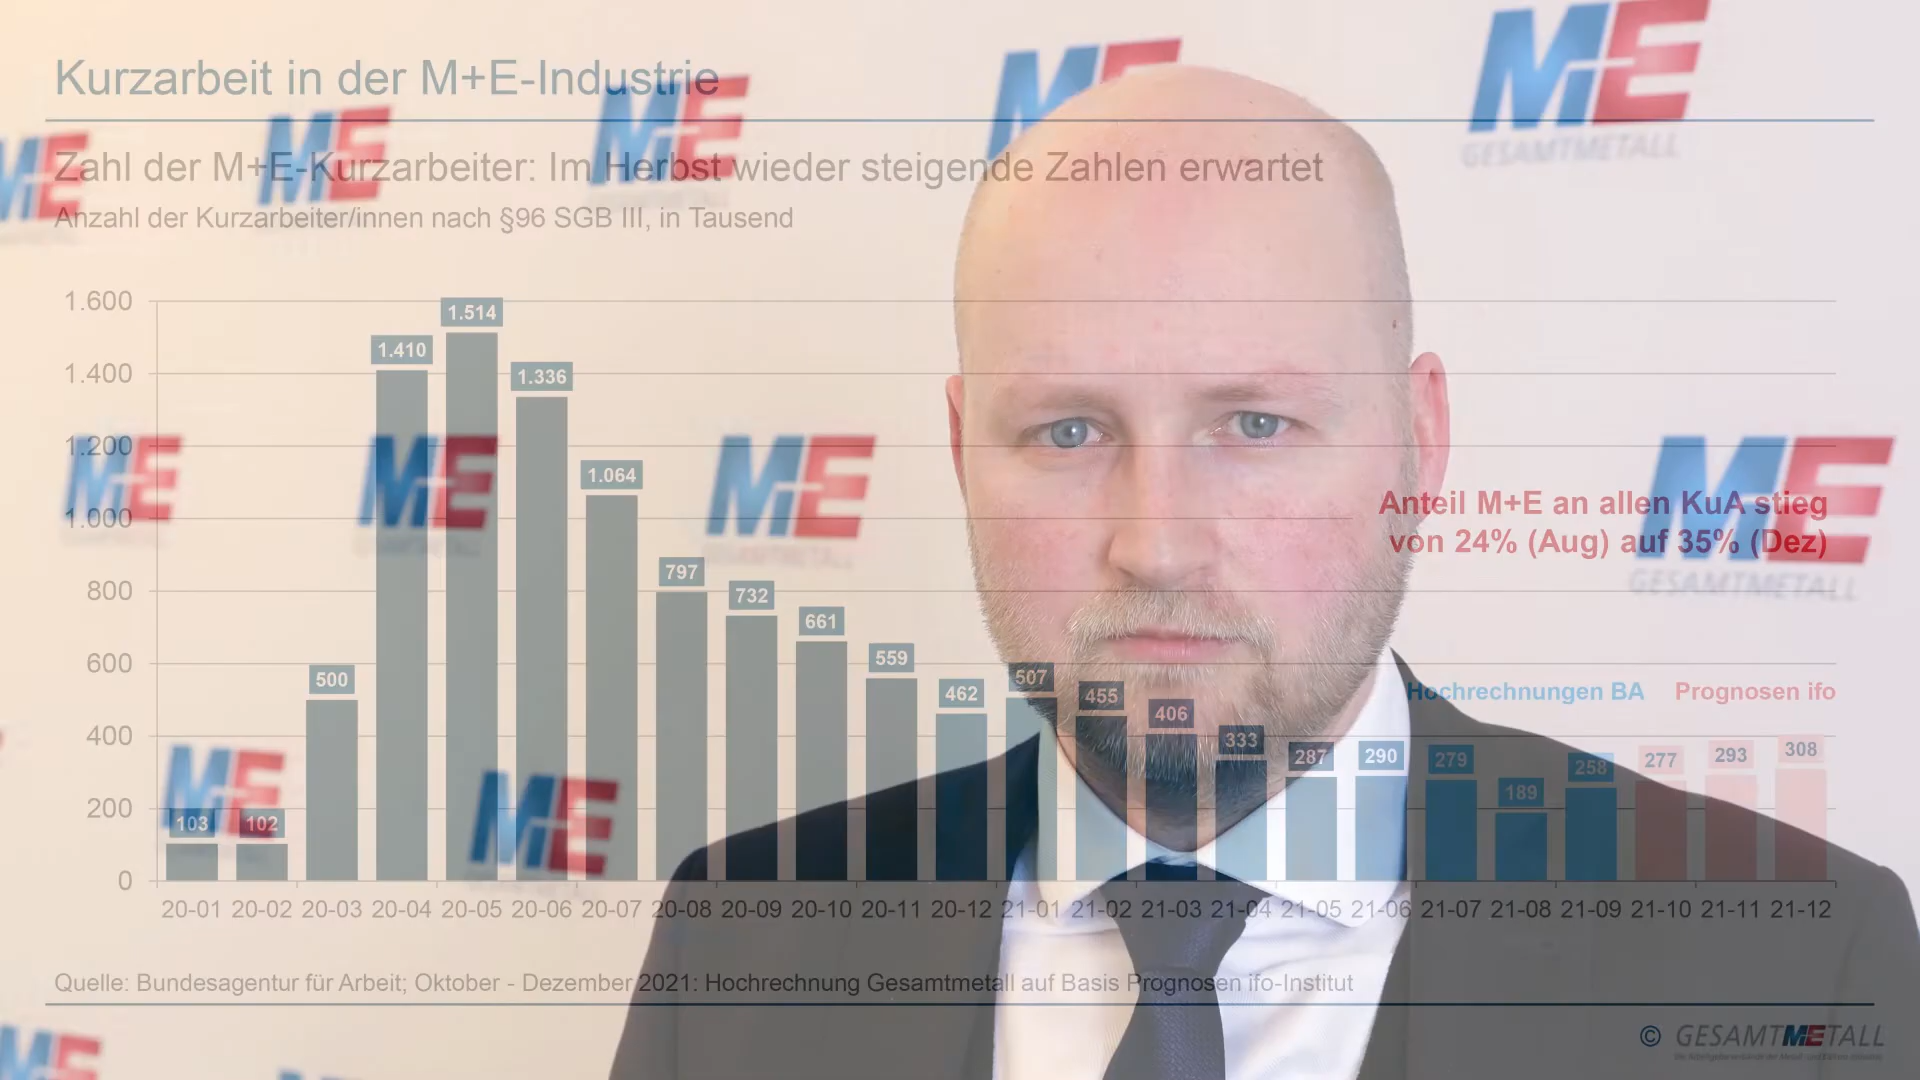 Kurzarbeit in der M+E-Industrie
Zahl der M+E-Kurzarbeiter: Im Herbst wieder steigende Zahlen erwartet
Anzahl der Kurzarbeiter/innen nach §96 SGB III, in Tausend
M+E
M+E
M+E
M+E
M+E
GESAMTMETALL
1.600
1.400
1.200
1.000
800
600
400
200
0
103
102
500
1.410
1.514
1.336
1.064
797
732
661
559
462
507
455
406
333
287
290
279
189
258
277
293
308
M+E
M+E
M+E
M+E
GESAMTMETALL
Anteil M+E an allen KuA stieg
von 24% (Aug) auf 35% (Dez)
Hochrechnungen BA
Prognosen ifo
M+E
M+E
20-01 20-02 20-03 20-04 20-05 20-06 20-07 20-08 20-09 20-10 20-11 20-12 21-01 21-02 21-03 21-04 21-05 21-06 21-07 21-08 21-09 21-10 21-11 21-12
Quelle: Bundesagentur für Arbeit; Oktober - Dezember 2021: Hochrechnung Gesamtmetall auf Basis Prognosen ifo-Institut
M+E
© GESAMTMETALL